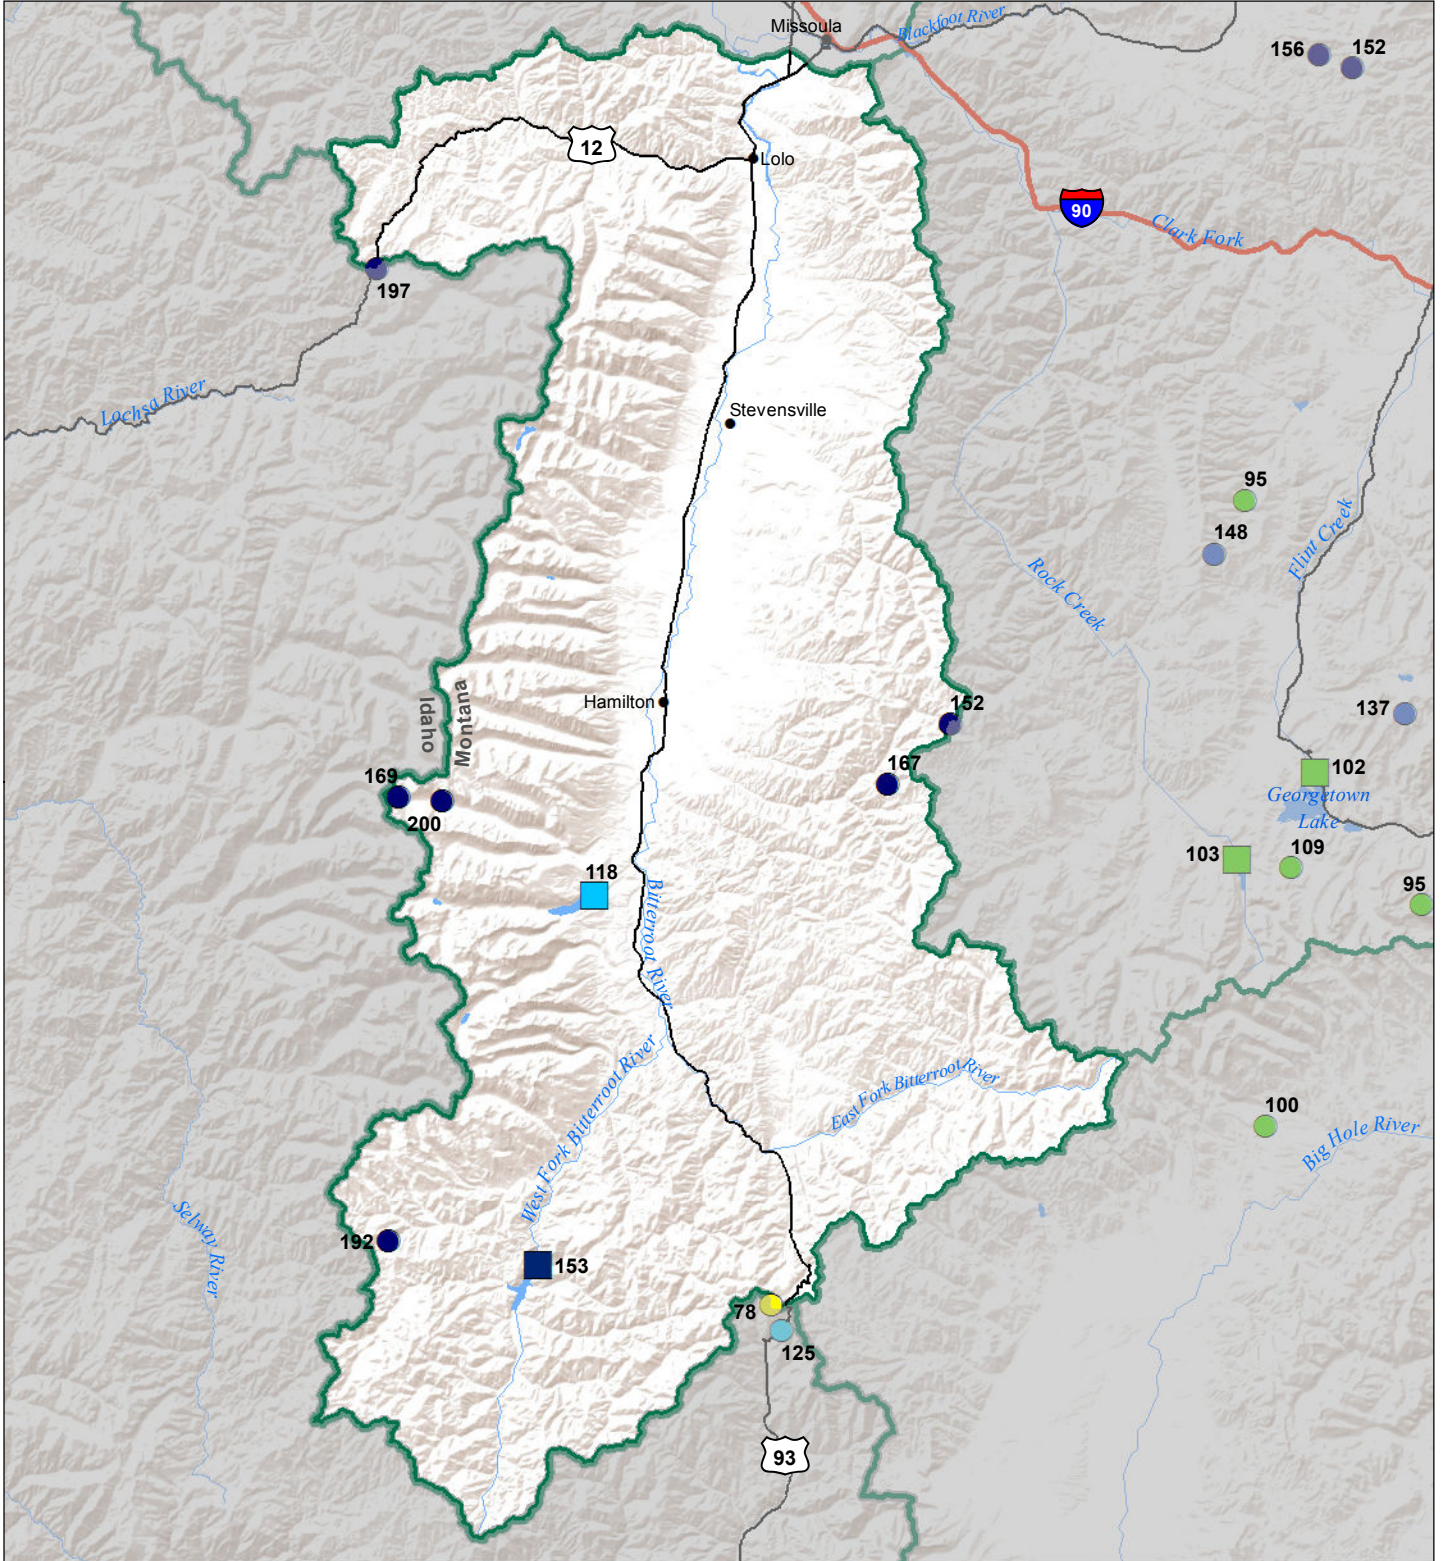 Missoula
Blackfoot River
156
152
12
Lolo
90
Clark Fork
197
Lochsa River
Stevensville
95
148
Flint Creek
Rock Creek
Idaho
Montana
Hamilton
152
137
167
169
200
102
Georgetown
Lake
118
103
109
95
Bitterroot River
West Fork Bitterroot River
East Fork Bitterroot River
100
Big Hole River
Selway River
192
153
78
125
93